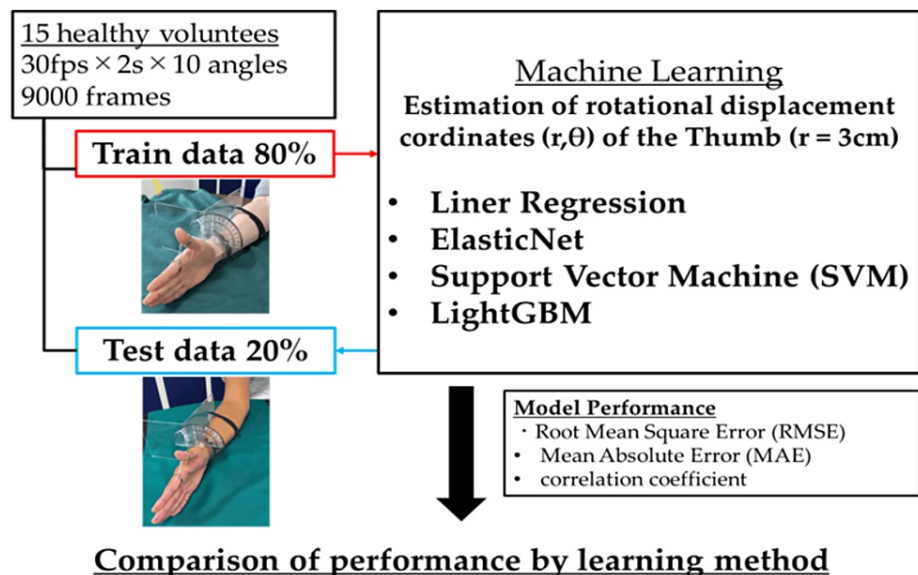 15 healthy voluntees
30fps × 2s × 10 angles
9000 frames
Train data 80%
Test data 20%
Machine Learning
Estimation of rotational displacement
cordinates (r,θ) of the Thumb (r = 3cm)
• Liner Regression
• ElasticNet
• Support Vector Machine (SVM)
• LightGBM
Model Performance
・Root Mean Square Error (RMSE)
• Mean Absolute Error (MAE)
• correlation coefficient
Comparison of performance by learning method